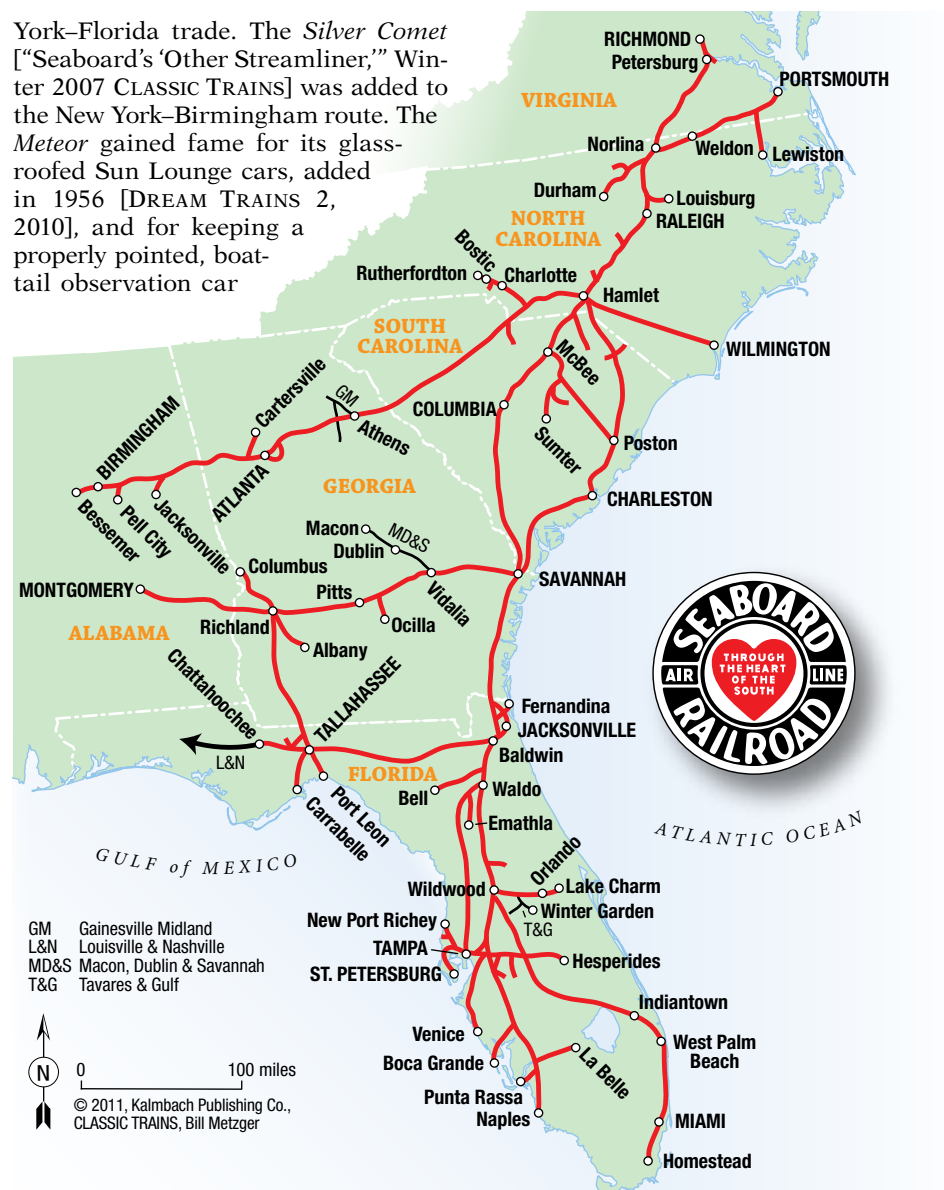 York–Florida trade. The Silver Comet
[“Seaboard’s ‘Other Streamliner,’” Win-
ter 2007 CLASSIC TRAINS] was added to
the New York–Birmingham route. The
Meteor gained fame for its glass-
roofed Sun Lounge cars, added
in 1956 [DREAM TRAINS 2,
2010], and for keeping a
properly pointed, boat-
tail observation car
RICHMOND
Petersburg
PORTSMOUTH
VIRGINIA
Norlina
Weldon
Lewiston
Durham
Louisburg
NORTH
CAROLINA
RALEIGH
Bostic
Rutherfordton
Charlotte
Hamlet
SOUTH
CAROLINA
WILMINGTON
McBee
Cartersville
GM
COLUMBIA
BIRMINGHAM
Athens
Sumter
Poston
ATLANTA
GEORGIA
CHARLESTON
Bessemer
Pell City
Jacksonville
Macon
MD&S
Dublin
Columbus
SAVANNAH
MONTGOMERY
Pitts
Vidalia
Richland
Ocilla
ALABAMA
Albany
SEABOARD
AIR
LINE
THROUGH
THE HEART
OF THE
SOUTH
RAILROAD
Chattahoochee
TALLAHASSEE
Fernandina
JACKSONVILLE
L&N
Baldwin
FLORIDA
Bell
Waldo
Port Leon
Carrabelle
Emathla
ATLANTIC OCEAN
GULF of MEXICO
Orlando
Wildwood
Lake Charm
Winter Garden
T&G
New Port Richey
TAMPA
ST. PETERSBURG
Hesperides
GM Gainesville Midland
L&N Louisville & Nashville
MD&S Macon, Dublin & Savannah
T&G Tavares & Gulf
Indiantown
Venice
West Palm
Beach
Boca Grande
La Belle
Punta Rassa
Naples
MIAMI
Homestead
N
0 100 miles
© 2011, Kalmbach Publishing Co.,
CLASSIC TRAINS, Bill Metzger